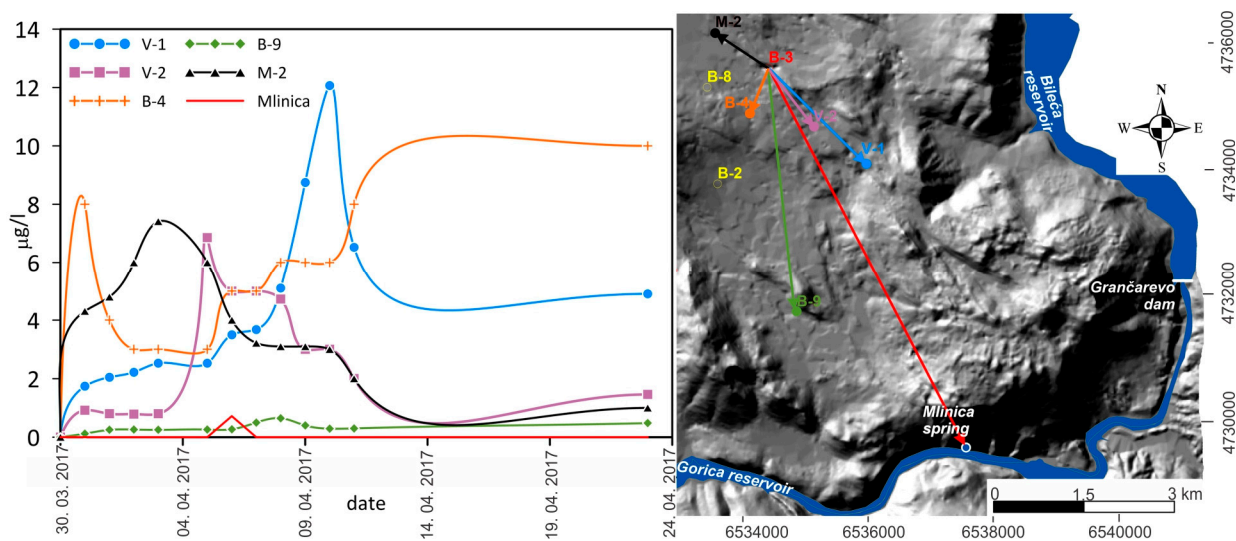 14
12
10
8
6
4
2
0
µg/l
V-1
B-9
V-2
M-2
B-4
Mlinica
30. 03. 2017
04. 04. 2017
09. 04. 2017
14. 04. 2017
19. 04. 2017
24. 04. 2017
date
M-2
B-3
B-8
B-4
V-2
V-1
B-2
B-9
Bileća
reservoir
N
W
E
S
Grančarevo
dam
Mlinica
spring
Gorica reservoir
0
1,5
3 km
4736000
4734000
4732000
4730000
6534000
6536000
6538000
6540000